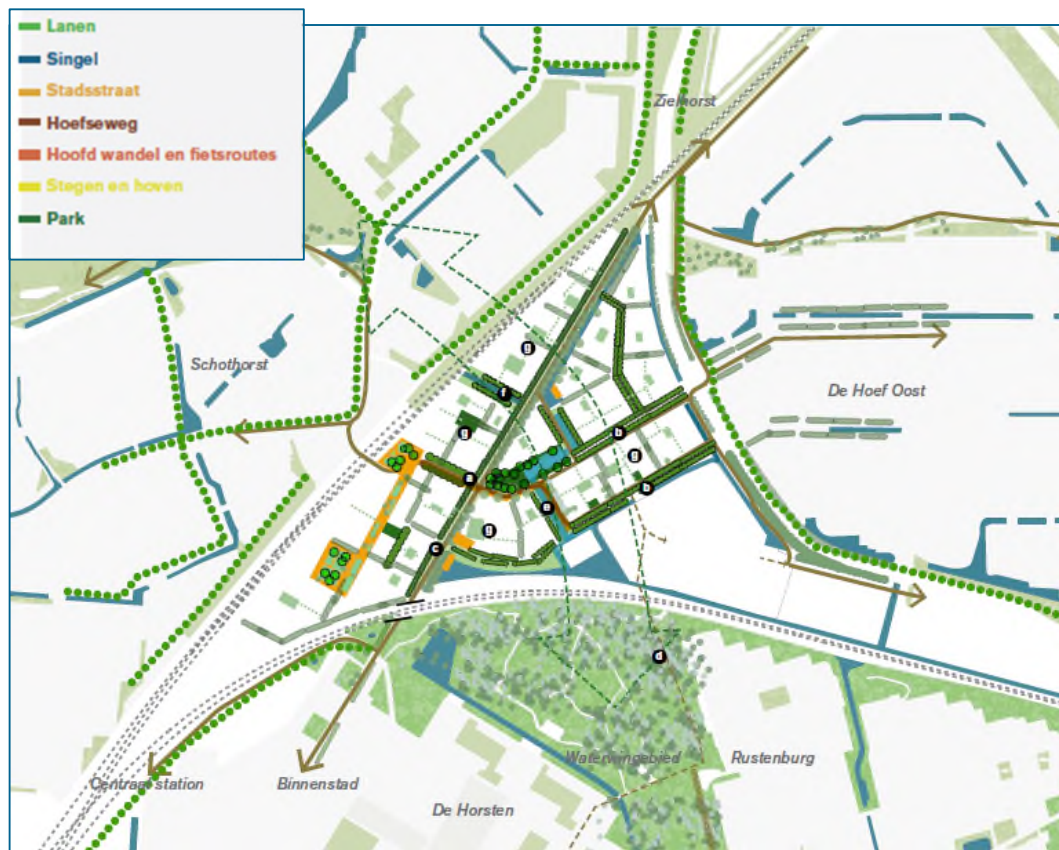 Lanen
Singel
Stadsstraat
Hoefseweg
Hoofd wandel en fietsroutes
Stegen en hoven
Park
Zielhorst
Schothorst
De Hoef Oost
g
f
g
b
g
a
b
e
g
c
d
Centraal station
Binnenstad
Waterwingebied
Rustenburg
De Horsten